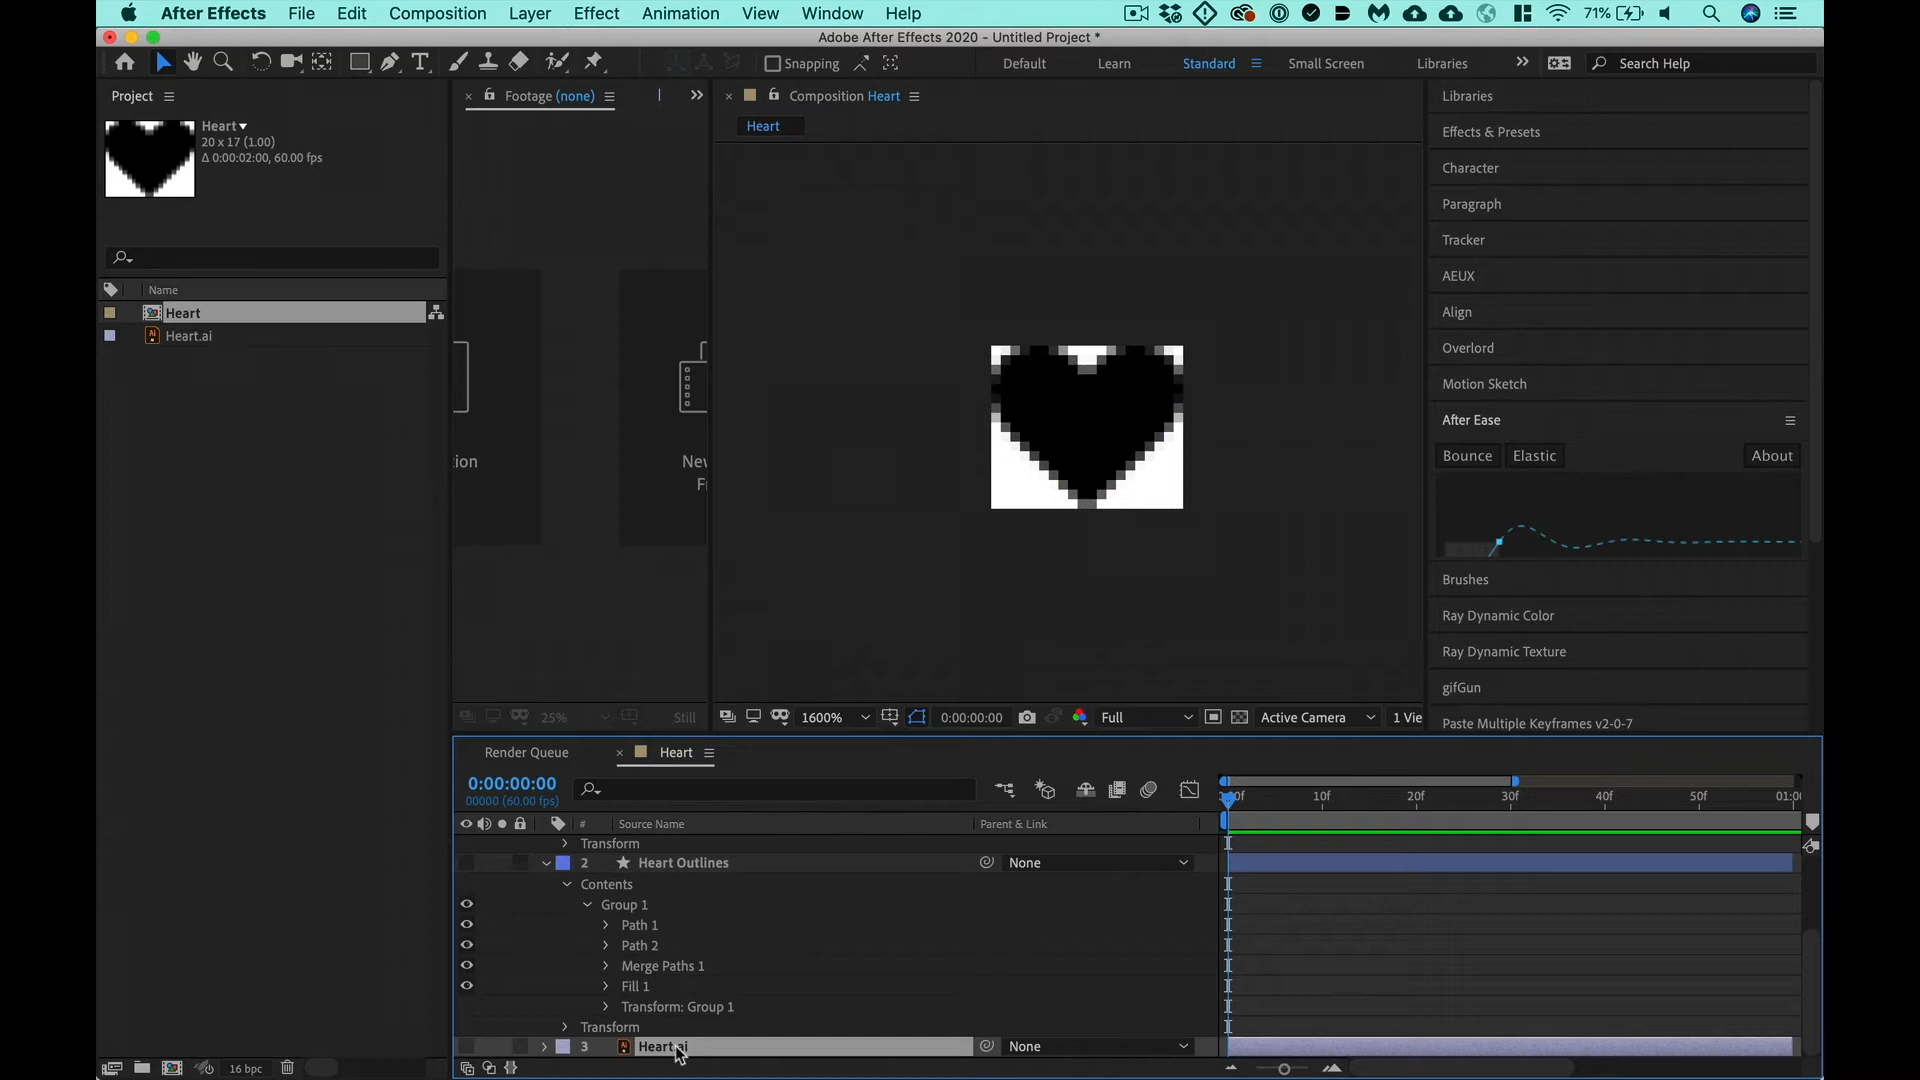 After Effects File Edit Composition Layer Effect Animation View Window Help 71%
Adobe After Effects 2020 - Untitled Project *
Snapping Default Learn Standard Small Screen Libraries Search Help
Project
Heart
20 x 17 (1.00)
Δ 0:00:02:00, 60.00 fps
Name
Heart
Heart.ai
16 bpc
Footage (none)
tion
Nev
25% Still
Composition Heart
Heart
1600% 0:00:00:00 Full Active Camera 1 Vie
Libraries
Effects & Presets
Character
Paragraph
Tracker
AEUX
Align
Overlord
Motion Sketch
After Ease
Bounce Elastic About
Brushes
Ray Dynamic Color
Ray Dynamic Texture
gifGun
Paste Multiple Keyframes v2-0-7
Render Queue Heart
0:00:00:00
00000 (60.00 fps)
10f 20f 30f 40f 50f 01:0
# Source Name Parent & Link
Transform
2 Heart Outlines None
Contents
Group 1
Path 1
Path 2
Merge Paths 1
Fill 1
Transform: Group 1
Transform
3 Heart.ai None